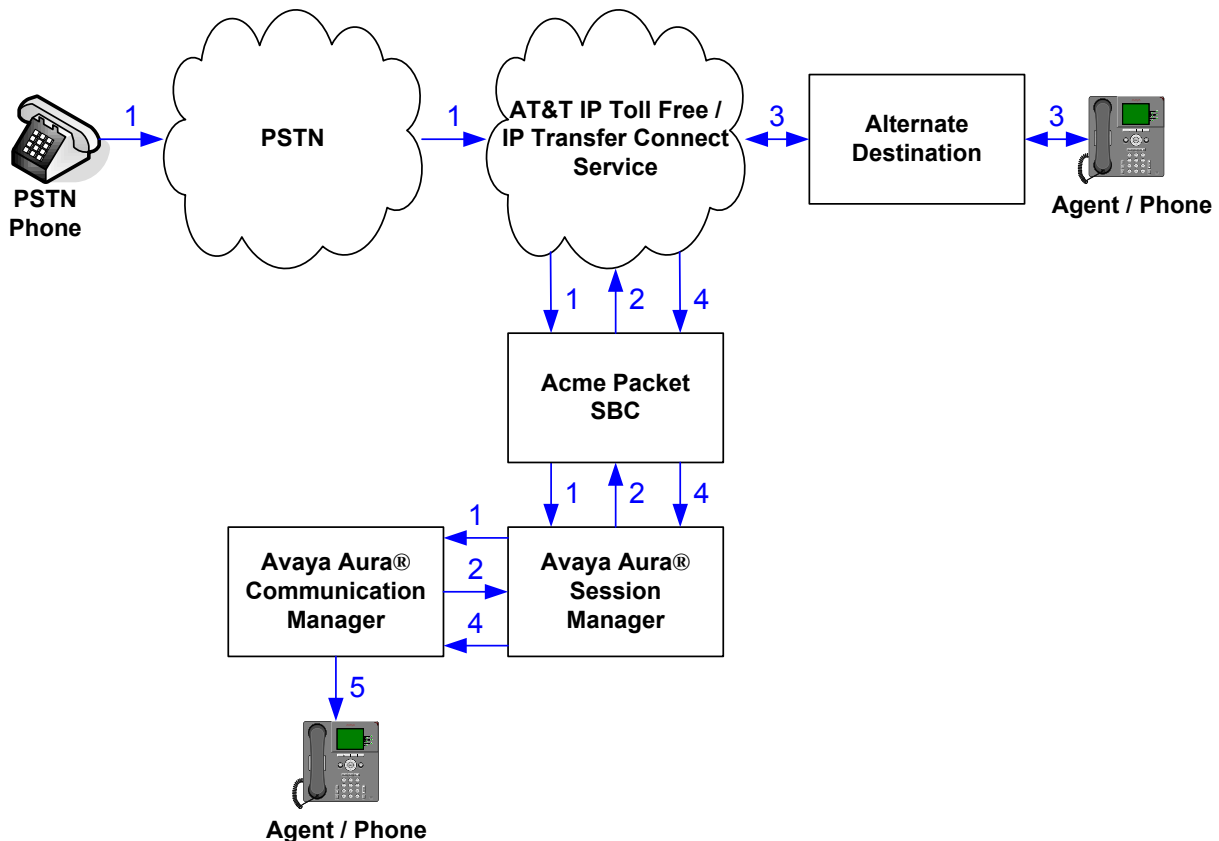 1
PSTN
Phone
PSTN
1
AT&T IP Toll Free /
IP Transfer Connect
Service
3
Alternate
Destination
3
Agent / Phone
1
2
4
Acme Packet
SBC
1
2
4
Avaya Aura®
Communication
Manager
1
2
4
Avaya Aura®
Session
Manager
5
Agent / Phone